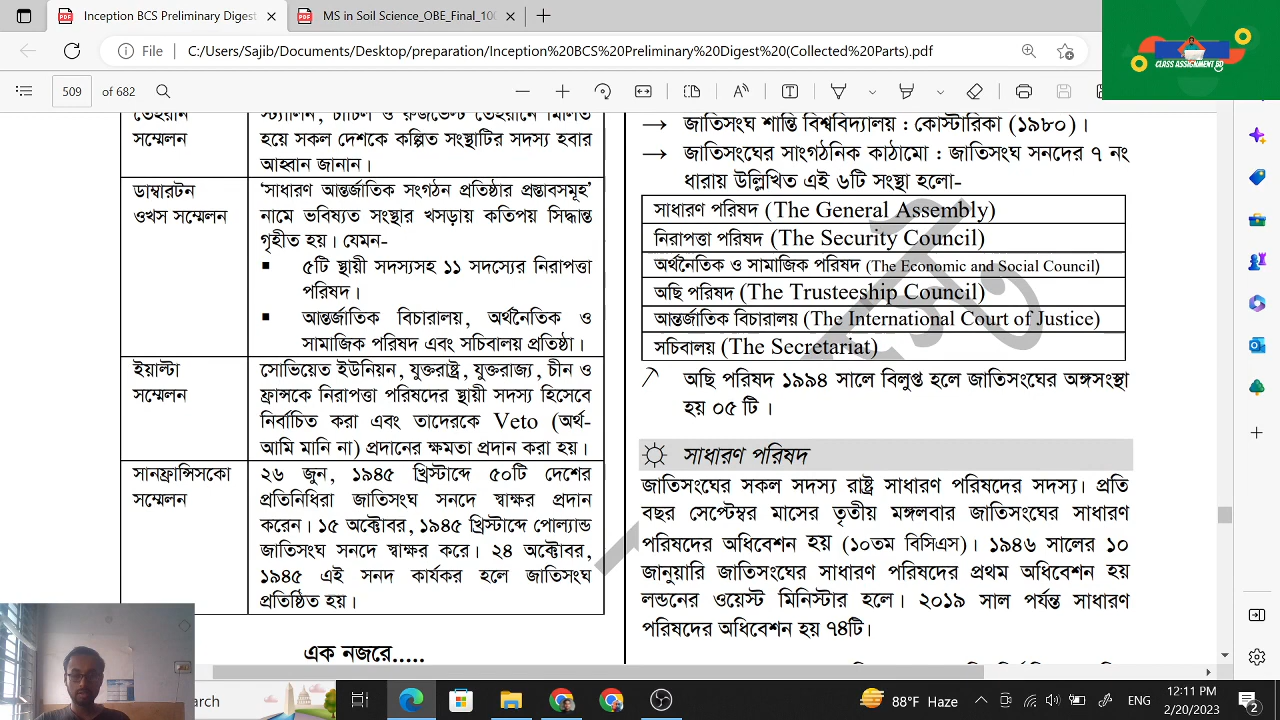 Inception BCS Preliminary Digest
MS in Soil Science_OBE_Final_10
File
C:/Users/Sajib/Documents/Desktop/preparation/Inception%20BCS%20Preliminary%20Digest%20(Collected%20Parts).pdf
CLASS ASSIGNMENT BD
509 of 682
তেহরান
সম্মেলন
স্ট্যালিন, চার্চিল ও রুজভেল্ট তেহরানে মিলিত
হয়ে সকল দেশকে কল্পিত সংস্থাটির সদস্য হবার
আহ্বান জানান।
ডাম্বারটন
ওখস সম্মেলন
‘সাধারণ আন্তর্জাতিক সংগঠন প্রতিষ্ঠার প্রস্তাবসমূহ’
নামে ভবিষ্যত সংস্থার খসড়ায় কতিপয় সিদ্ধান্ত
গৃহীত হয়। যেমন-
▪ ৫টি স্থায়ী সদস্যসহ ১১ সদস্যের নিরাপত্তা
পরিষদ।
▪ আন্তর্জাতিক বিচারালয়, অর্থনৈতিক ও
সামাজিক পরিষদ এবং সচিবালয় প্রতিষ্ঠা।
ইয়াল্টা
সম্মেলন
সোভিয়েত ইউনিয়ন, যুক্তরাষ্ট্র, যুক্তরাজ্য, চীন ও
ফ্রান্সকে নিরাপত্তা পরিষদের স্থায়ী সদস্য হিসেবে
নির্বাচিত করা এবং তাদেরকে Veto (অর্থ-
আমি মানি না) প্রদানের ক্ষমতা প্রদান করা হয়।
সানফ্রান্সিসকো
সম্মেলন
২৬ জুন, ১৯৪৫ খ্রিস্টাব্দে ৫০টি দেশের
প্রতিনিধিরা জাতিসংঘ সনদে স্বাক্ষর প্রদান
করেন। ১৫ অক্টোবর, ১৯৪৫ খ্রিস্টাব্দে পোল্যান্ড
জাতিসংঘ সনদে স্বাক্ষর করে। ২৪ অক্টোবর,
১৯৪৫ এই সনদ কার্যকর হলে জাতিসংঘ
প্রতিষ্ঠিত হয়।
এক নজরে.....
→ জাতিসংঘ শান্তি বিশ্ববিদ্যালয় : কোস্টারিকা (১৯৮০)।
→ জাতিসংঘের সাংগঠনিক কাঠামো : জাতিসংঘ সনদের ৭ নং
ধারায় উল্লিখিত এই ৬টি সংস্থা হলো-
সাধারণ পরিষদ (The General Assembly)
নিরাপত্তা পরিষদ (The Security Council)
অর্থনৈতিক ও সামাজিক পরিষদ (The Economic and Social Council)
অছি পরিষদ (The Trusteeship Council)
আন্তর্জাতিক বিচারালয় (The International Court of Justice)
সচিবালয় (The Secretariat)
অছি পরিষদ ১৯৯৪ সালে বিলুপ্ত হলে জাতিসংঘের অঙ্গসংস্থা
হয় ০৫ টি।
সাধারণ পরিষদ
জাতিসংঘের সকল সদস্য রাষ্ট্র সাধারণ পরিষদের সদস্য। প্রতি
বছর সেপ্টেম্বর মাসের তৃতীয় মঙ্গলবার জাতিসংঘের সাধারণ
পরিষদের অধিবেশন হয় (১০তম বিসিএস)। ১৯৪৬ সালের ১০
জানুয়ারি জাতিসংঘের সাধারণ পরিষদের প্রথম অধিবেশন হয়
লন্ডনের ওয়েস্ট মিনিস্টার হলে। ২০১৯ সাল পর্যন্ত সাধারণ
পরিষদের অধিবেশন হয় ৭৪টি।
arch
88°F Haze
ENG
12:11 PM
2/20/2023
2